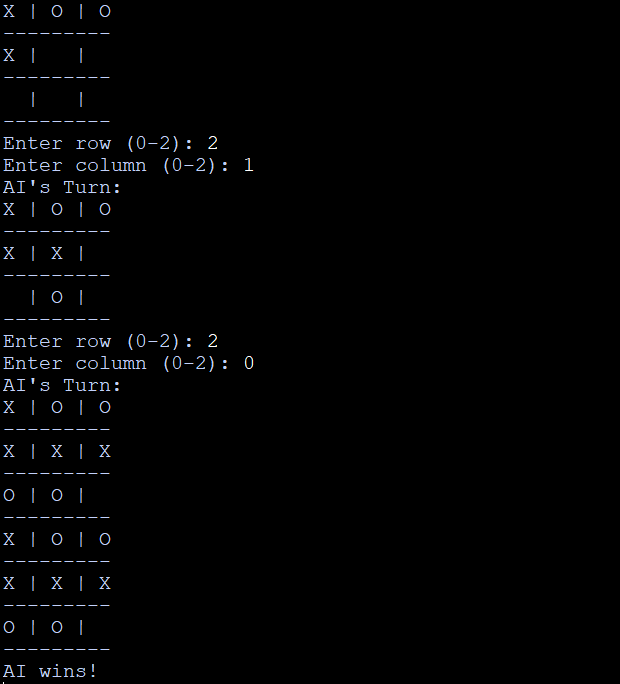 X | O | O
---------
X |   |
---------
  |   |
---------
Enter row (0-2): 2
Enter column (0-2): 1
AI's Turn:
X | O | O
---------
X | X |
---------
  | O |
---------
Enter row (0-2): 2
Enter column (0-2): 0
AI's Turn:
X | O | O
---------
X | X | X
---------
O | O |
---------
X | O | O
---------
X | X | X
---------
O | O |
---------
AI wins!